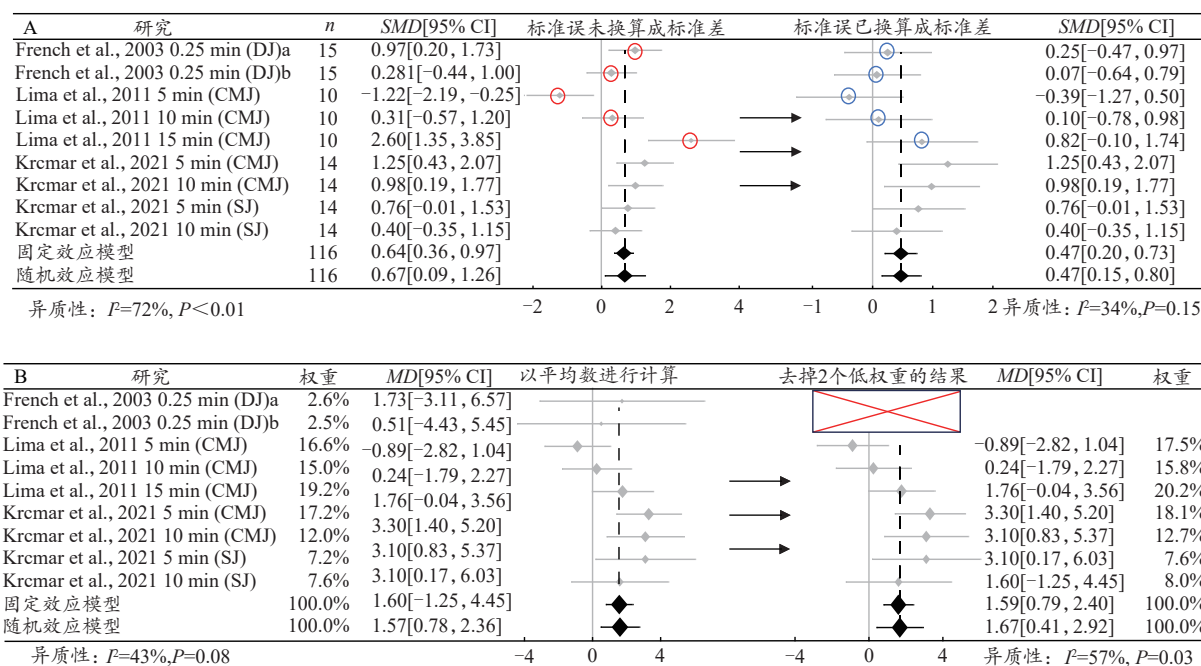 A 研究 n SMD[95% CI] 标准误未换算成标准差 标准误已换算成标准差 SMD[95% CI]
French et al., 2003 0.25 min (DJ)a 15 0.97[0.20, 1.73] 0.25[−0.47, 0.97]
French et al., 2003 0.25 min (DJ)b 15 0.281[−0.44, 1.00] 0.07[−0.64, 0.79]
Lima et al., 2011 5 min (CMJ) 10 −1.22[−2.19, −0.25] −0.39[−1.27, 0.50]
Lima et al., 2011 10 min (CMJ) 10 0.31[−0.57, 1.20] 0.10[−0.78, 0.98]
Lima et al., 2011 15 min (CMJ) 10 2.60[1.35, 3.85] 0.82[−0.10, 1.74]
Krcmar et al., 2021 5 min (CMJ) 14 1.25[0.43, 2.07] 1.25[0.43, 2.07]
Krcmar et al., 2021 10 min (CMJ) 14 0.98[0.19, 1.77] 0.98[0.19, 1.77]
Krcmar et al., 2021 5 min (SJ) 14 0.76[−0.01, 1.53] 0.76[−0.01, 1.53]
Krcmar et al., 2021 10 min (SJ) 14 0.40[−0.35, 1.15] 0.40[−0.35, 1.15]
固定效应模型 116 0.64[0.36, 0.97] 0.47[0.20, 0.73]
随机效应模型 116 0.67[0.09, 1.26] 0.47[0.15, 0.80]
异质性：I²=72%, P＜0.01 −2 0 2 4 −1 0 1 2 异质性：I²=34%,P=0.15
B 研究 权重 MD[95% CI] 以平均数进行计算 去掉2个低权重的结果 MD[95% CI] 权重
French et al., 2003 0.25 min (DJ)a 2.6% 1.73[−3.11, 6.57]
French et al., 2003 0.25 min (DJ)b 2.5% 0.51[−4.43, 5.45]
Lima et al., 2011 5 min (CMJ) 16.6% −0.89[−2.82, 1.04] −0.89[−2.82, 1.04] 17.5%
Lima et al., 2011 10 min (CMJ) 15.0% 0.24[−1.79, 2.27] 0.24[−1.79, 2.27] 15.8%
Lima et al., 2011 15 min (CMJ) 19.2% 1.76[−0.04, 3.56] 1.76[−0.04, 3.56] 20.2%
Krcmar et al., 2021 5 min (CMJ) 17.2% 3.30[1.40, 5.20] 3.30[1.40, 5.20] 18.1%
Krcmar et al., 2021 10 min (CMJ) 12.0% 3.10[0.83, 5.37] 3.10[0.83, 5.37] 12.7%
Krcmar et al., 2021 5 min (SJ) 7.2% 3.10[0.17, 6.03] 3.10[0.17, 6.03] 7.6%
Krcmar et al., 2021 10 min (SJ) 7.6% 1.60[−1.25, 4.45] 1.60[−1.25, 4.45] 8.0%
固定效应模型 100.0% 1.59[0.79, 2.40] 100.0%
随机效应模型 100.0% 1.57[0.78, 2.36] 1.67[0.41, 2.92] 100.0%
异质性：I²=43%,P=0.08 −4 0 4 −4 0 4 异质性：I²=57%, P=0.03